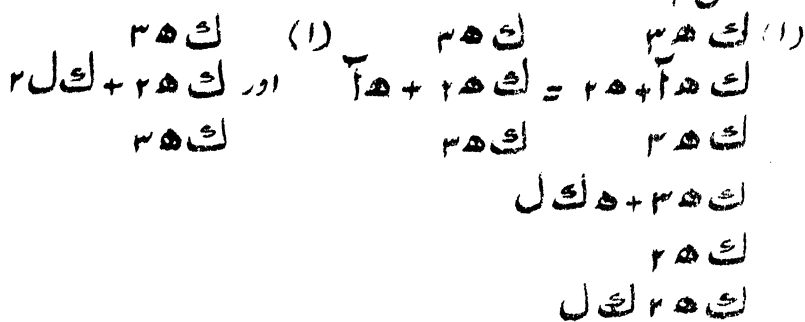 (۱) ك ھ ۳ ك ھ ۳ (۱) ك ھ ۳
ك ھ آ + ھ ۲ = ك ھ ۲ + ھ آ اور ك ھ ۲ + ك ل ۲
ك ھ ۳ ك ھ ۳ ك ھ ۳
ك ھ ۳ + ھ ك ل
ك ھ ۲
ك ھ ۲ ك ل